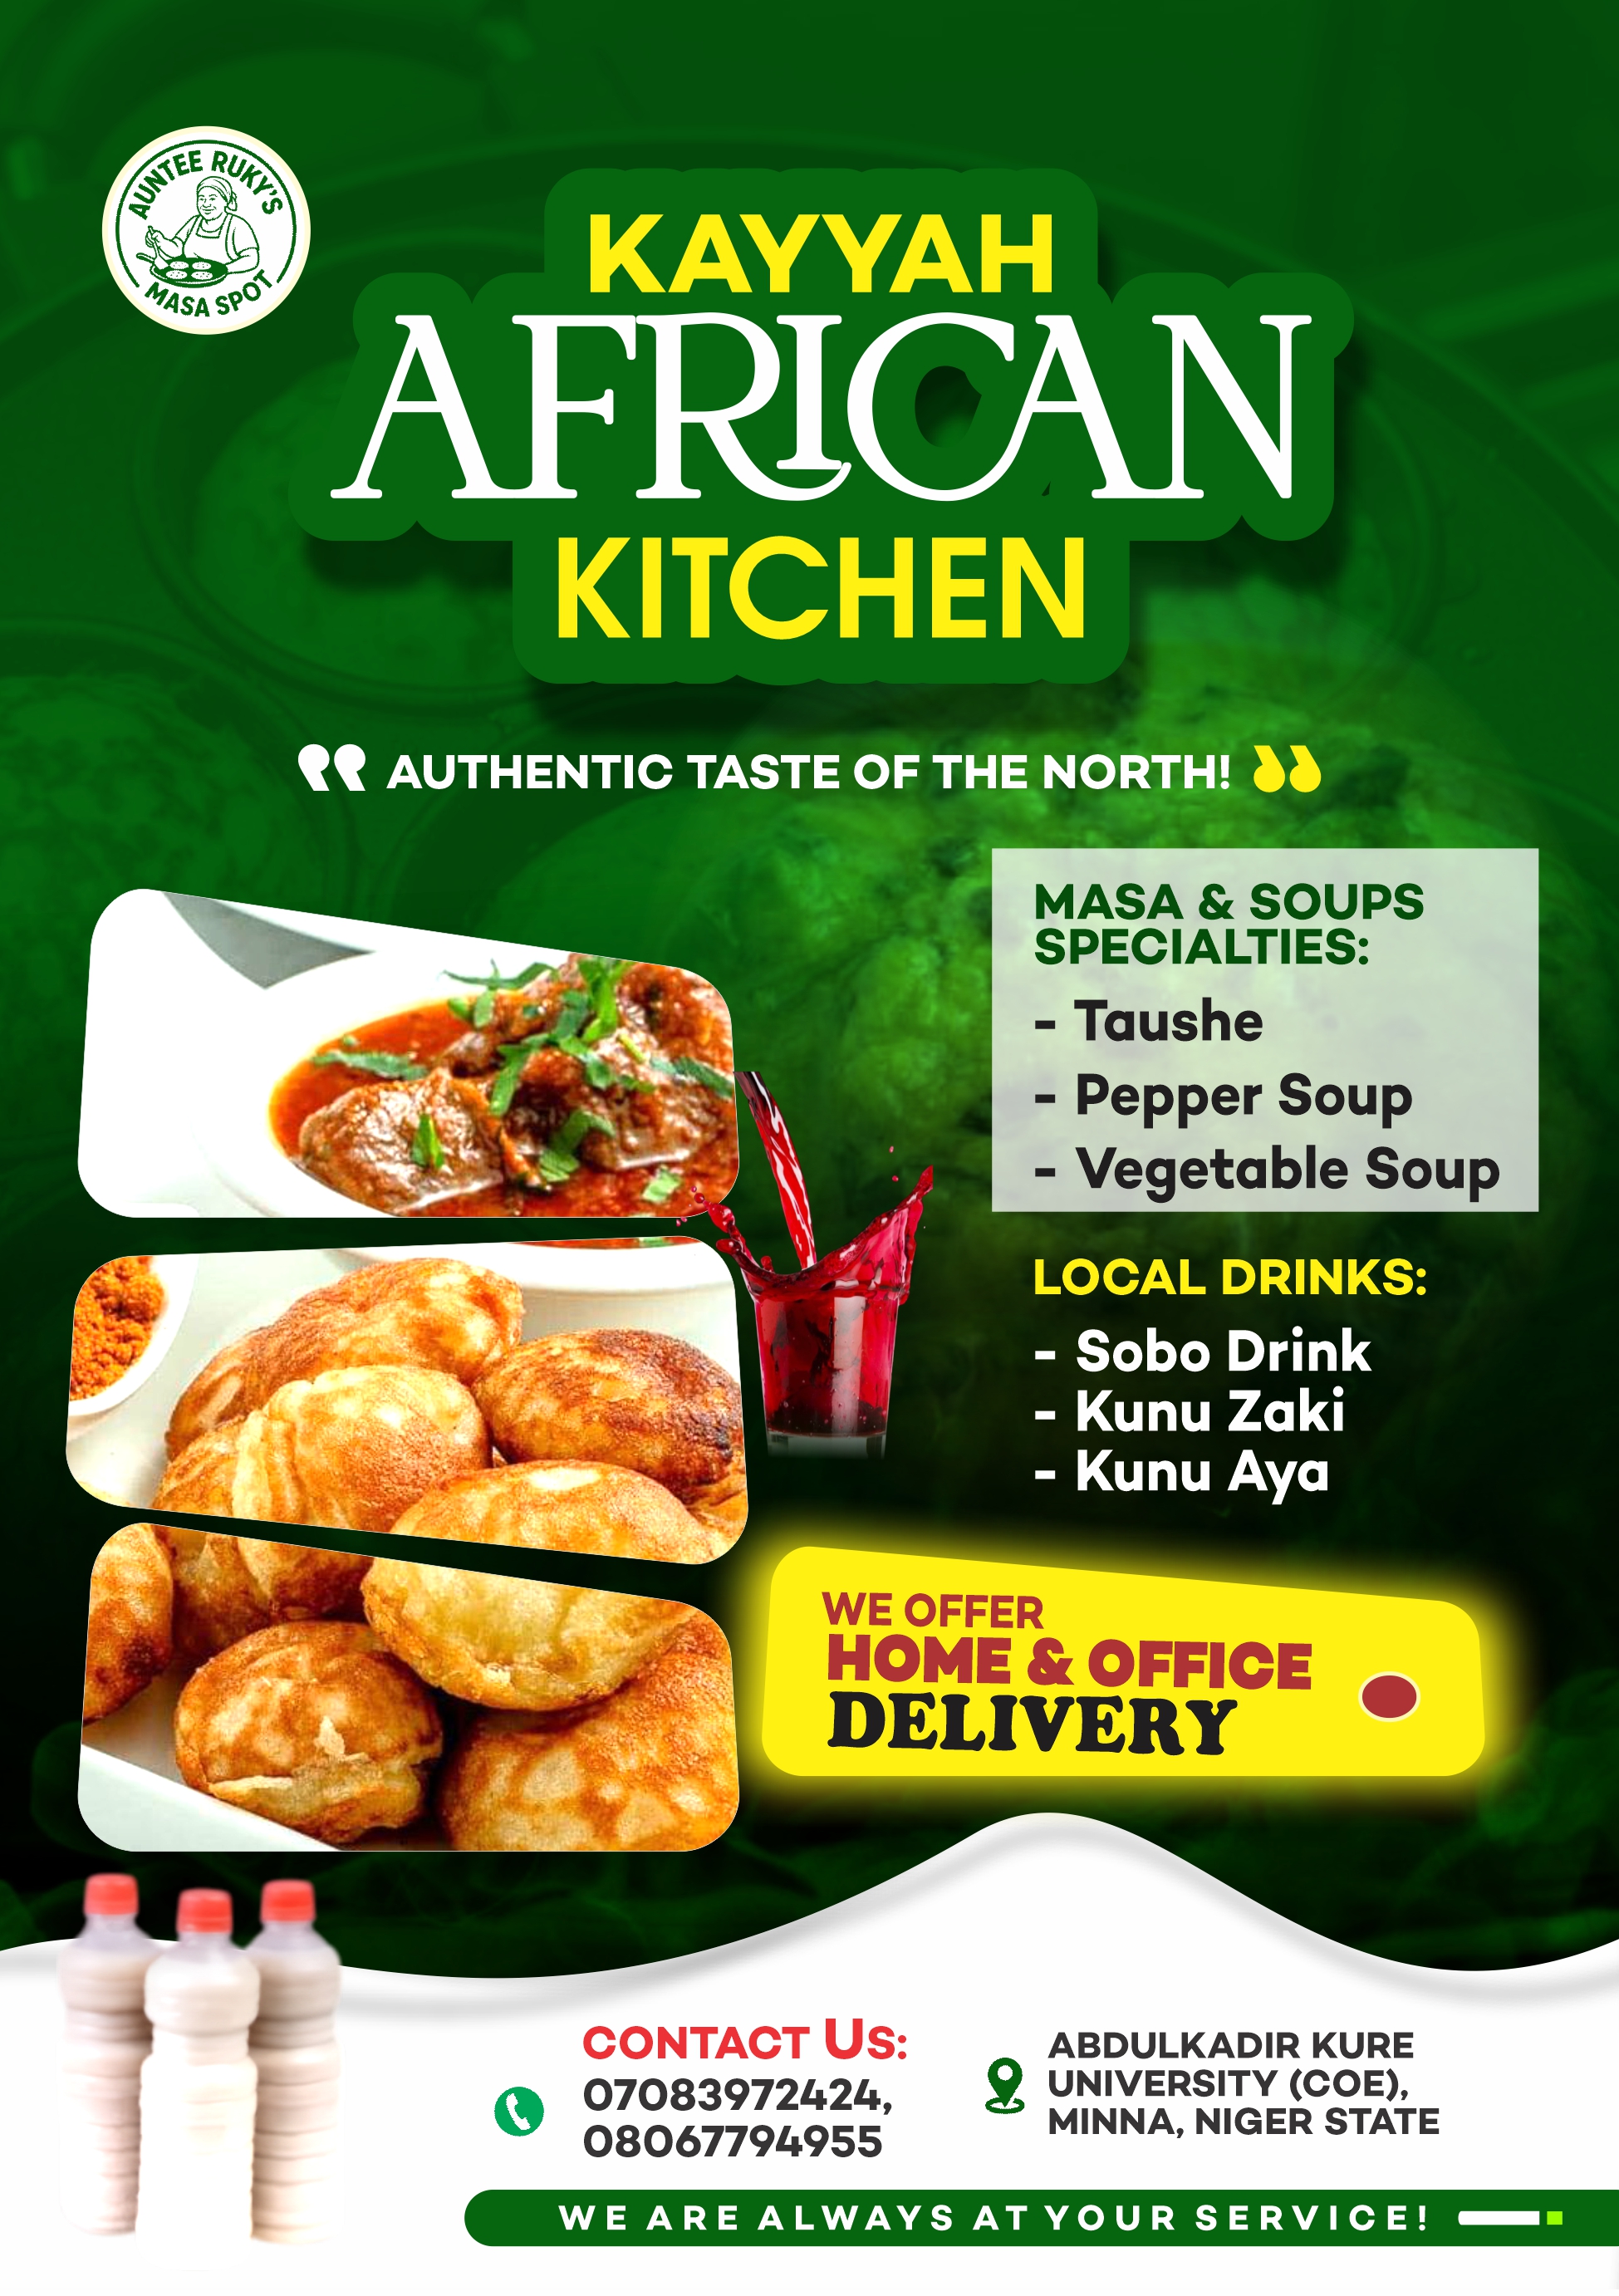 AUNTEE RUKY'S
MASA SPOT
KAYYAH
AFRICAN
KITCHEN
“ AUTHENTIC TASTE OF THE NORTH! ”
MASA & SOUPS
SPECIALTIES:
- Taushe
- Pepper Soup
- Vegetable Soup
LOCAL DRINKS:
- Sobo Drink
- Kunu Zaki
- Kunu Aya
WE OFFER
HOME & OFFICE
DELIVERY
CONTACT US:
07083972424,
08067794955
ABDULKADIR KURE
UNIVERSITY (COE),
MINNA, NIGER STATE
WE ARE ALWAYS AT YOUR SERVICE!